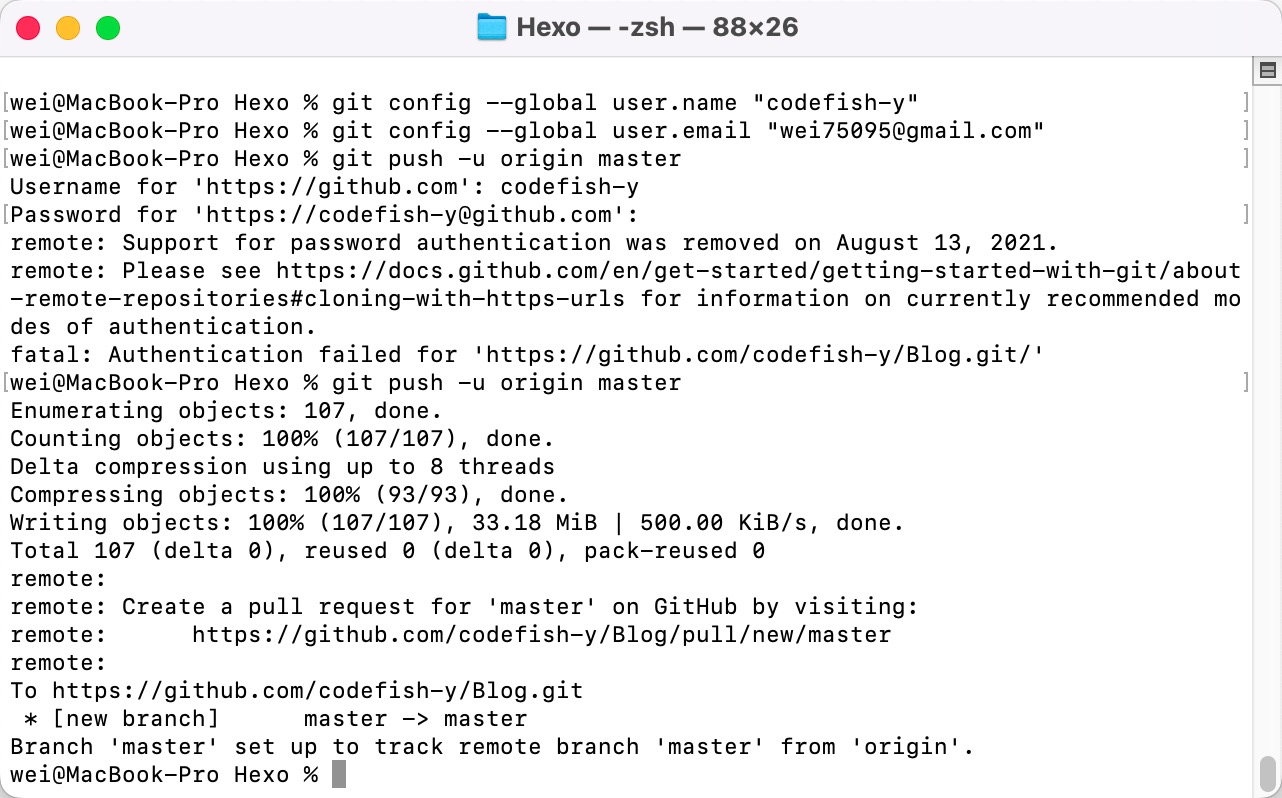 Hexo — -zsh — 88×26
[wei@MacBook-Pro Hexo % git config --global user.name "codefish-y" ]
[wei@MacBook-Pro Hexo % git config --global user.email "wei75095@gmail.com" ]
[wei@MacBook-Pro Hexo % git push -u origin master ]
Username for 'https://github.com': codefish-y
[Password for 'https://codefish-y@github.com': ]
remote: Support for password authentication was removed on August 13, 2021.
remote: Please see https://docs.github.com/en/get-started/getting-started-with-git/about
-remote-repositories#cloning-with-https-urls for information on currently recommended mo
des of authentication.
fatal: Authentication failed for 'https://github.com/codefish-y/Blog.git/'
[wei@MacBook-Pro Hexo % git push -u origin master ]
Enumerating objects: 107, done.
Counting objects: 100% (107/107), done.
Delta compression using up to 8 threads
Compressing objects: 100% (93/93), done.
Writing objects: 100% (107/107), 33.18 MiB | 500.00 KiB/s, done.
Total 107 (delta 0), reused 0 (delta 0), pack-reused 0
remote:
remote: Create a pull request for 'master' on GitHub by visiting:
remote:      https://github.com/codefish-y/Blog/pull/new/master
remote:
To https://github.com/codefish-y/Blog.git
 * [new branch]      master -> master
Branch 'master' set up to track remote branch 'master' from 'origin'.
wei@MacBook-Pro Hexo %